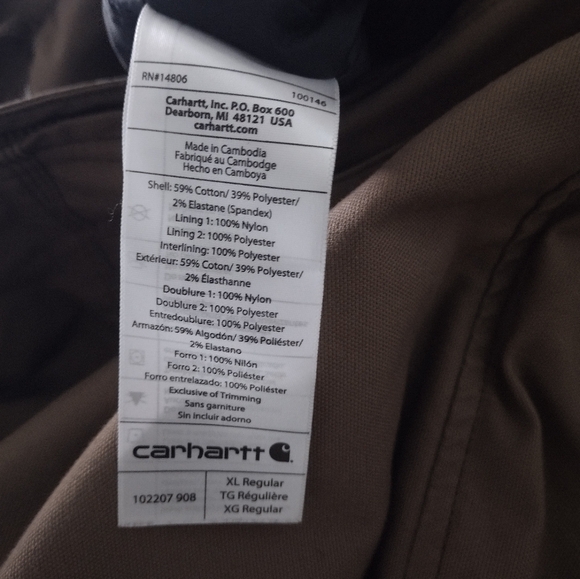 RN#14806
100146
Carhartt, Inc. P.O. Box 600
Dearborn, MI 48121 USA
carhartt.com
Made in Cambodia
Fabriqué au Cambodge
Hecho en Camboya
Shell: 59% Cotton/ 39% Polyester/
2% Elastane (Spandex)
Lining 1: 100% Nylon
Lining 2: 100% Polyester
Interlining: 100% Polyester
Extérieur: 59% Coton/ 39% Polyester/
2% Élasthanne
Doublure 1: 100% Nylon
Doublure 2: 100% Polyester
Entredoublure: 100% Polyester
Armazón: 59% Algodón/ 39% Poliéster/
2% Elastano
Forro 1: 100% Nilón
Forro 2: 100% Poliéster
Forro entrelazado: 100% Poliéster
Exclusive of Trimming
Sans garniture
Sin incluir adorno
carhartt
102207 908
XL Regular
TG Régulière
XG Regular